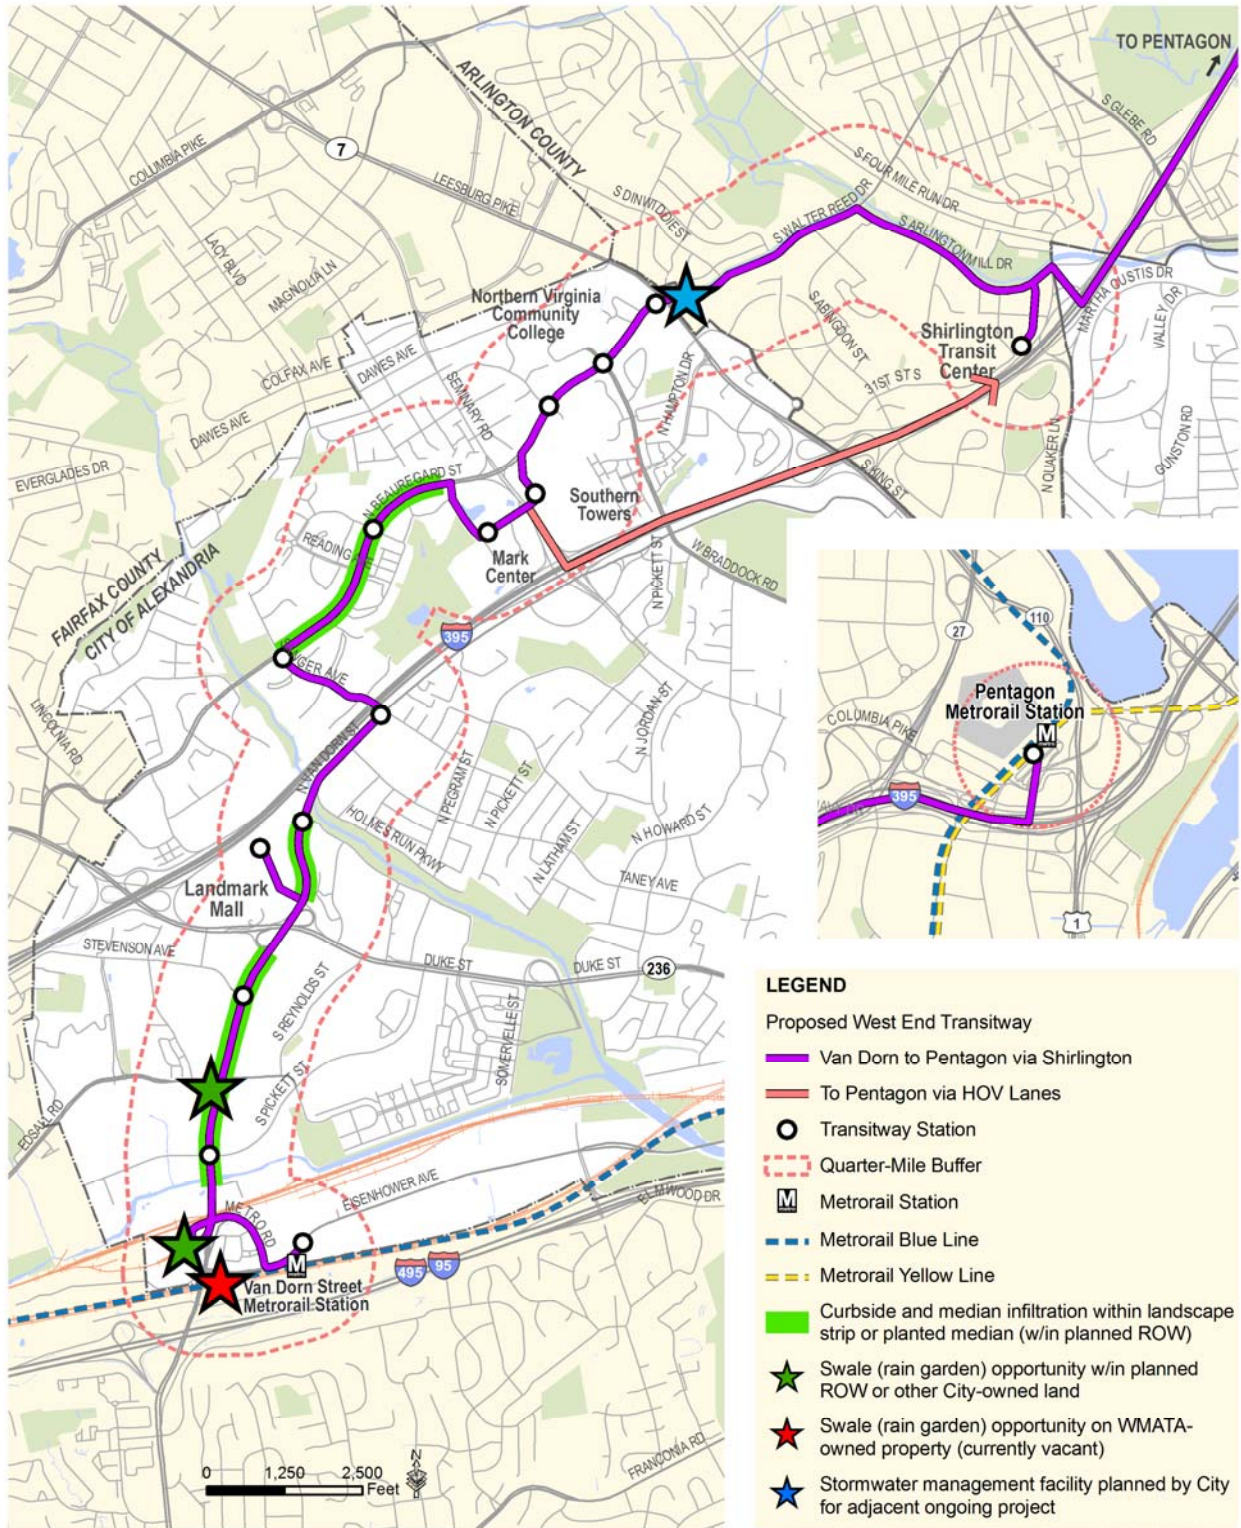 TO PENTAGON
ARLINGTON COUNTY
S GLEBE RD
COLUMBIA PIKE
7
LEESBURG PIKE
S FOUR MILE RUN DR
S DINWIDDIE ST
S WALTER REED DR
S ARLINGTON MILL DR
LACY BLVD
MAGNOLIA LN
MARTHA CUSTIS DR
Northern Virginia
Community
College
S ABINGDON ST
VALLEY DR
Shirlington
Transit
Center
COLFAX AVE
DAWES AVE
SEMINARY RD
N HAMPTON DR
31ST ST S
DAWES AVE
GUNSTON RD
N QUAKER LN
EVERGLADES DR
N BEAUREGARD ST
S KING ST
Southern
Towers
READING
Mark
Center
N PICKETT ST
W BRADDOCK RD
FAIRFAX COUNTY
CITY OF ALEXANDRIA
395
NGER AVE
LINCOLNIA RD
N JORDAN ST
N VAN DORN ST
N PEGRAM ST
N PICKETT ST
HOLMES RUN PKWY
N HOWARD ST
N LATHAM ST
TANEY AVE
Landmark
Mall
STEVENSON AVE
DUKE ST
DUKE ST
236
S REYNOLDS ST
SOMERVELLE ST
S PICKETT ST
EDSALL RD
EISENHOWER AVE
ELMWOOD DR
METRO RD
M
495
95
Van Dorn Street
Metrorail Station
FRANCONIA RD
N
0 1,250 2,500
Feet
110
27
Pentagon
Metrorail Station
M
COLUMBIA PIKE
395
1
LEGEND
Proposed West End Transitway
Van Dorn to Pentagon via Shirlington
To Pentagon via HOV Lanes
Transitway Station
Quarter-Mile Buffer
M
Metrorail Station
Metrorail Blue Line
Metrorail Yellow Line
Curbside and median infiltration within landscape
strip or planted median (w/in planned ROW)
Swale (rain garden) opportunity w/in planned
ROW or other City-owned land
Swale (rain garden) opportunity on WMATA-
owned property (currently vacant)
Stormwater management facility planned by City
for adjacent ongoing project